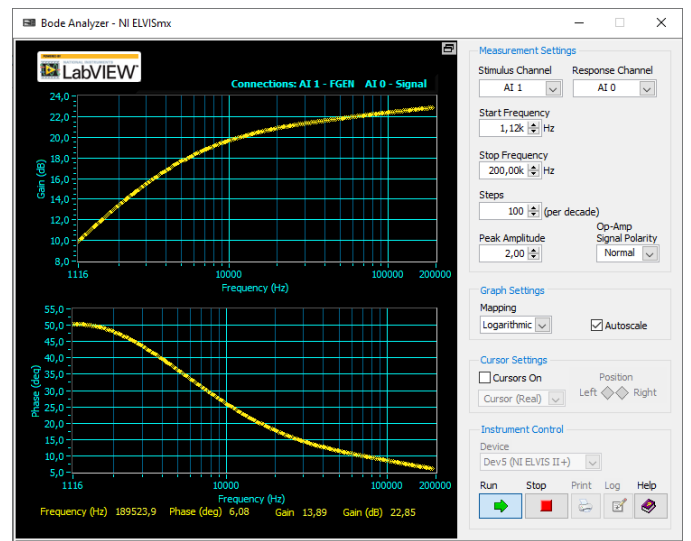 Bode Analyzer - NI ELVISmx
LabVIEW
Connections: AI 1 - FGEN AI 0 - Signal
24,0
22,0
20,0
18,0
16,0
14,0
12,0
10,0
8,0
Gain (dB)
1116 10000 100000 200000
Frequency (Hz)
55,0
50,0
45,0
40,0
35,0
30,0
25,0
20,0
15,0
10,0
5,0
Phase (deg)
1116 10000 100000 200000
Frequency (Hz)
Frequency (Hz) 189523,9 Phase (deg) 6,08 Gain 13,89 Gain (dB) 22,85
Measurement Settings
Stimulus Channel Response Channel
AI 1 AI 0
Start Frequency
1,12k Hz
Stop Frequency
200,00k Hz
Steps
100 (per decade)
Peak Amplitude Op-Amp Signal Polarity
2,00 Normal
Graph Settings
Mapping
Logarithmic Autoscale
Cursor Settings
Cursors On Position
Cursor (Real) Left Right
Instrument Control
Device
Dev5 (NI ELVIS II+)
Run Stop Print Log Help